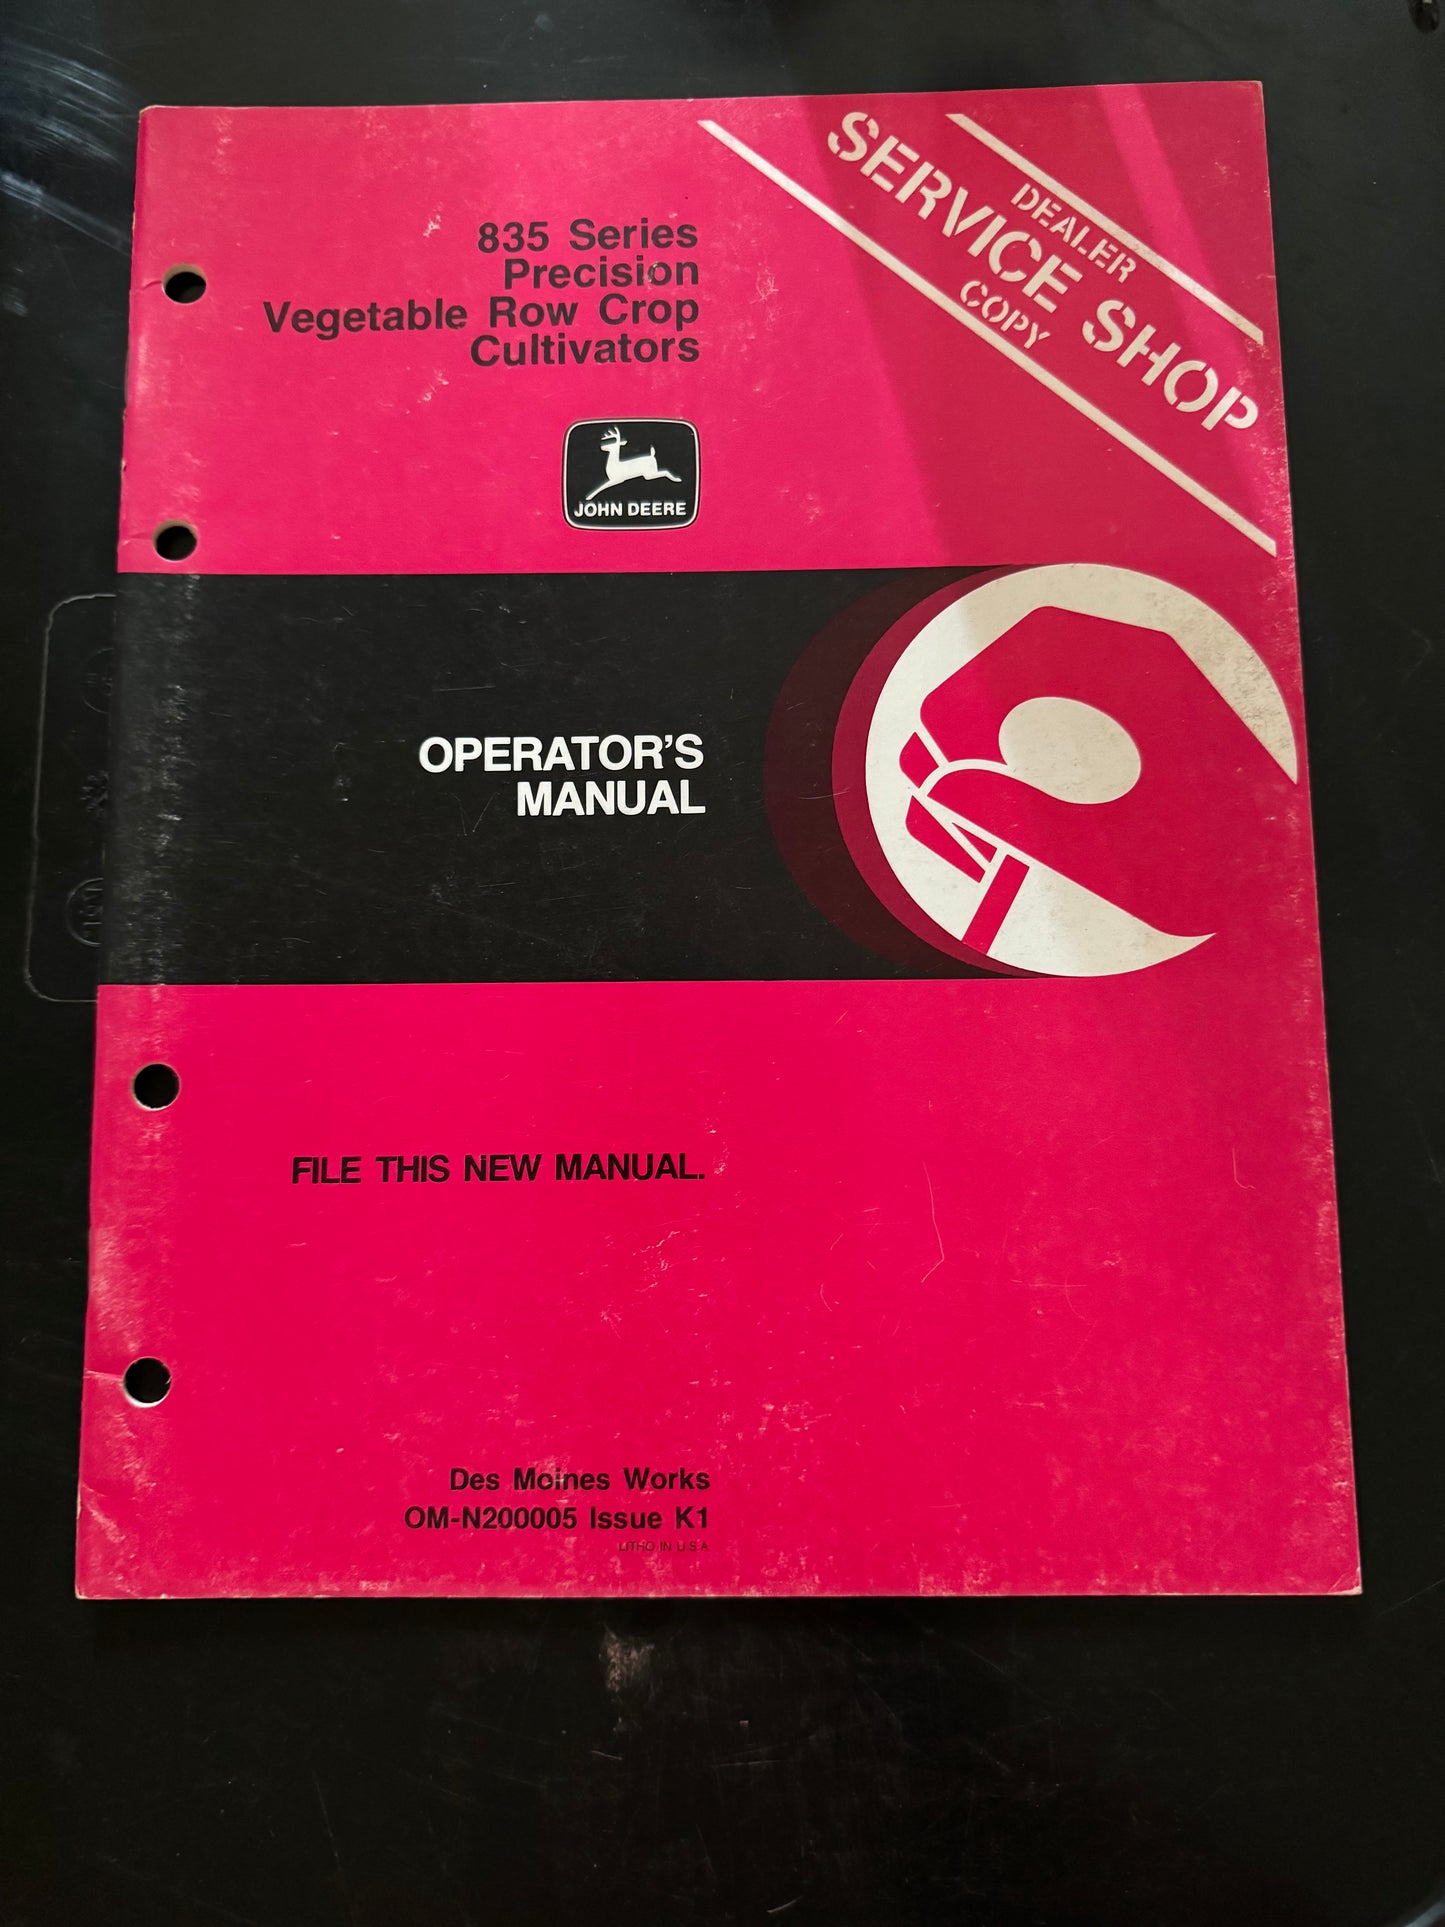 DEALER
SERVICE SHOP
COPY
835 Series
Precision
Vegetable Row Crop
Cultivators
JOHN DEERE
OPERATOR'S
MANUAL
FILE THIS NEW MANUAL.
Des Moines Works
OM-N200005 Issue K1
LITHO IN U.S.A